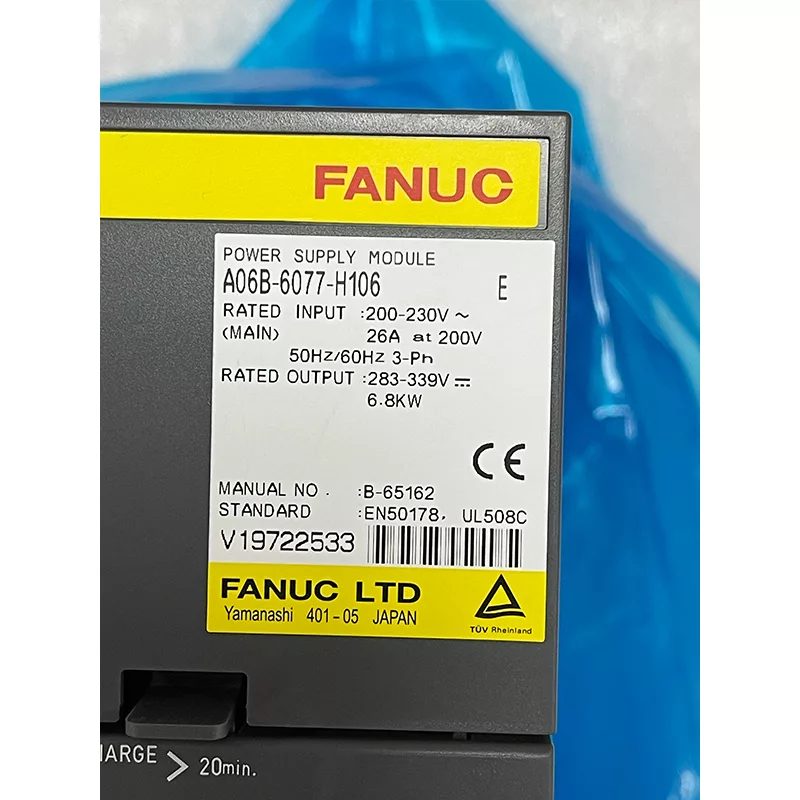 FANUC
POWER SUPPLY MODULE
A06B-6077-H106 E
RATED INPUT :200-230V ~
(MAIN) 26A at 200V
50Hz/60Hz 3-Ph
RATED OUTPUT :283-339V ⎓
6.8KW
CE
MANUAL NO. :B-65162
STANDARD :EN50178, UL508C
V19722533
FANUC LTD
Yamanashi 401-05 JAPAN
TÜV Rheinland
HARGE > 20min.